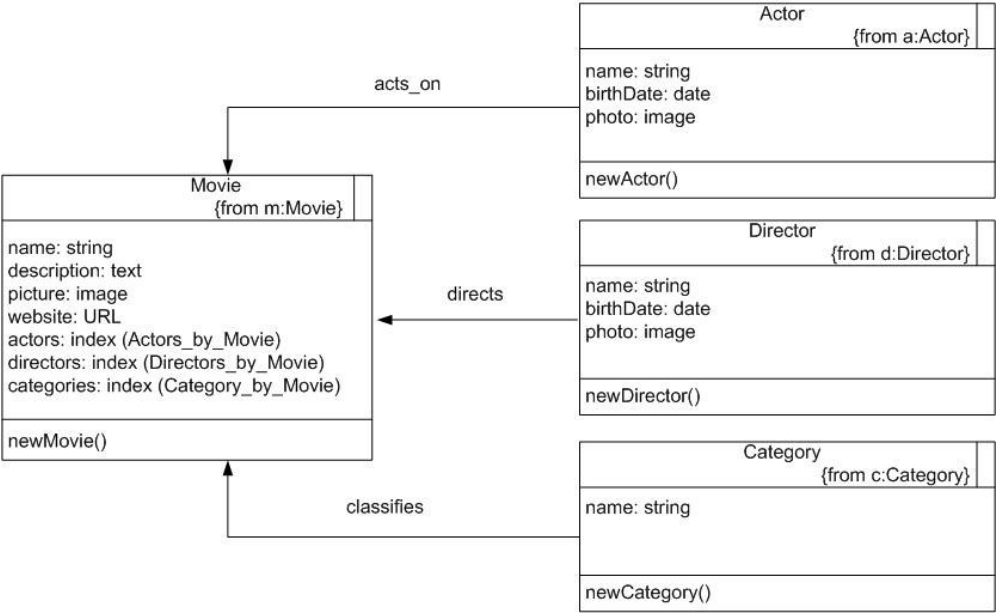 Actor
{from a:Actor}
name: string
birthDate: date
photo: image
newActor()
acts_on
Movie
{from m:Movie}
name: string
description: text
picture: image
website: URL
actors: index (Actors_by_Movie)
directors: index (Directors_by_Movie)
categories: index (Category_by_Movie)
newMovie()
directs
Director
{from d:Director}
name: string
birthDate: date
photo: image
newDirector()
classifies
Category
{from c:Category}
name: string
newCategory()